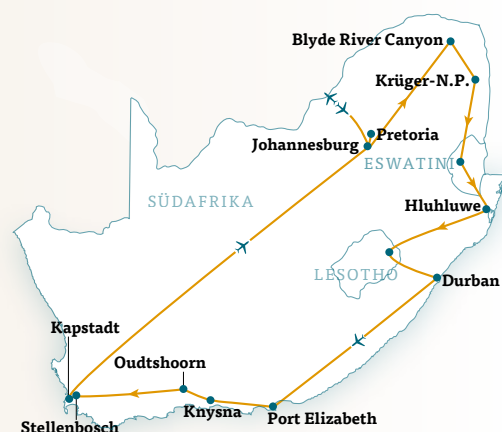 Blyde River Canyon
Krüger-N.P.
Pretoria
Johannesburg
ESWATINI
SÜDAFRIKA
Hluhluwe
LESOTHO
Durban
Kapstadt
Oudtshoorn
Knysna
Port Elizabeth
Stellenbosch